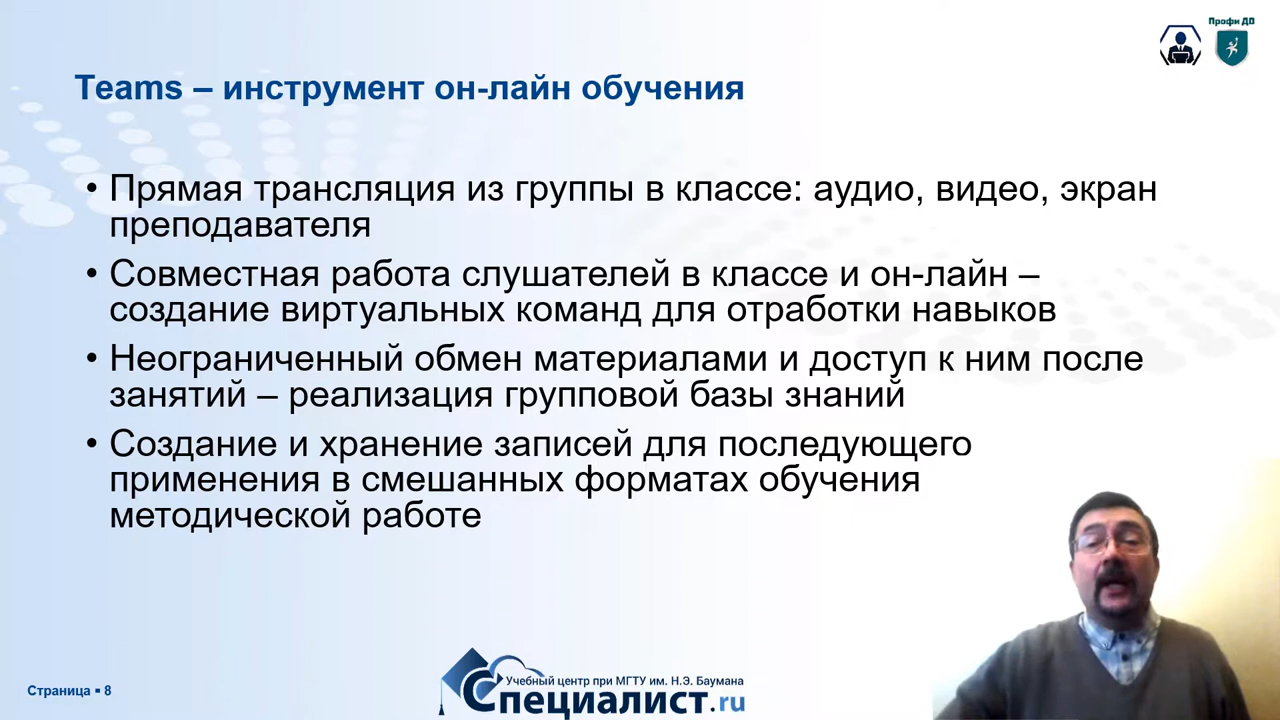 Профи ДП
Teams – инструмент он-лайн обучения
• Прямая трансляция из группы в классе: аудио, видео, экран
преподавателя
• Совместная работа слушателей в классе и он-лайн –
создание виртуальных команд для отработки навыков
• Неограниченный обмен материалами и доступ к ним после
занятий – реализация групповой базы знаний
• Создание и хранение записей для последующего
применения в смешанных форматах обучения
методической работе
Учебный центр при МГТУ им. Н.Э. Баумана
Специалист.ru
Страница ▪ 8